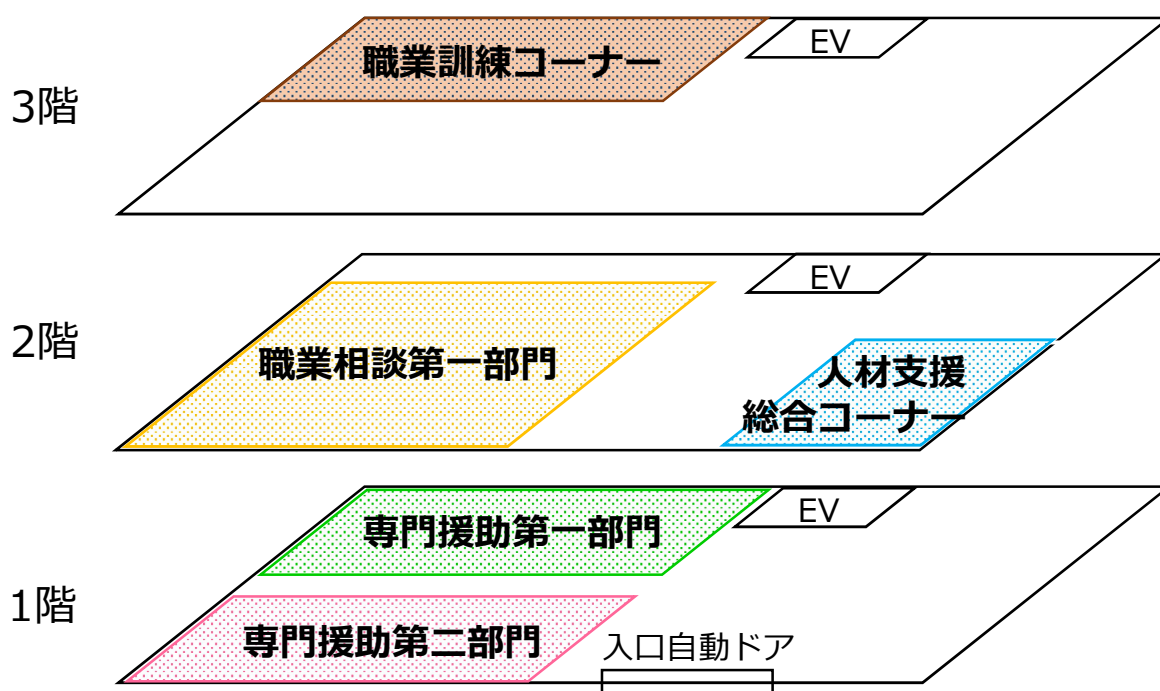 3階
職業訓練コーナー
EV
2階
EV
職業相談第一部門
人材支援
総合コーナー
1階
EV
専門援助第一部門
専門援助第二部門
入口自動ドア